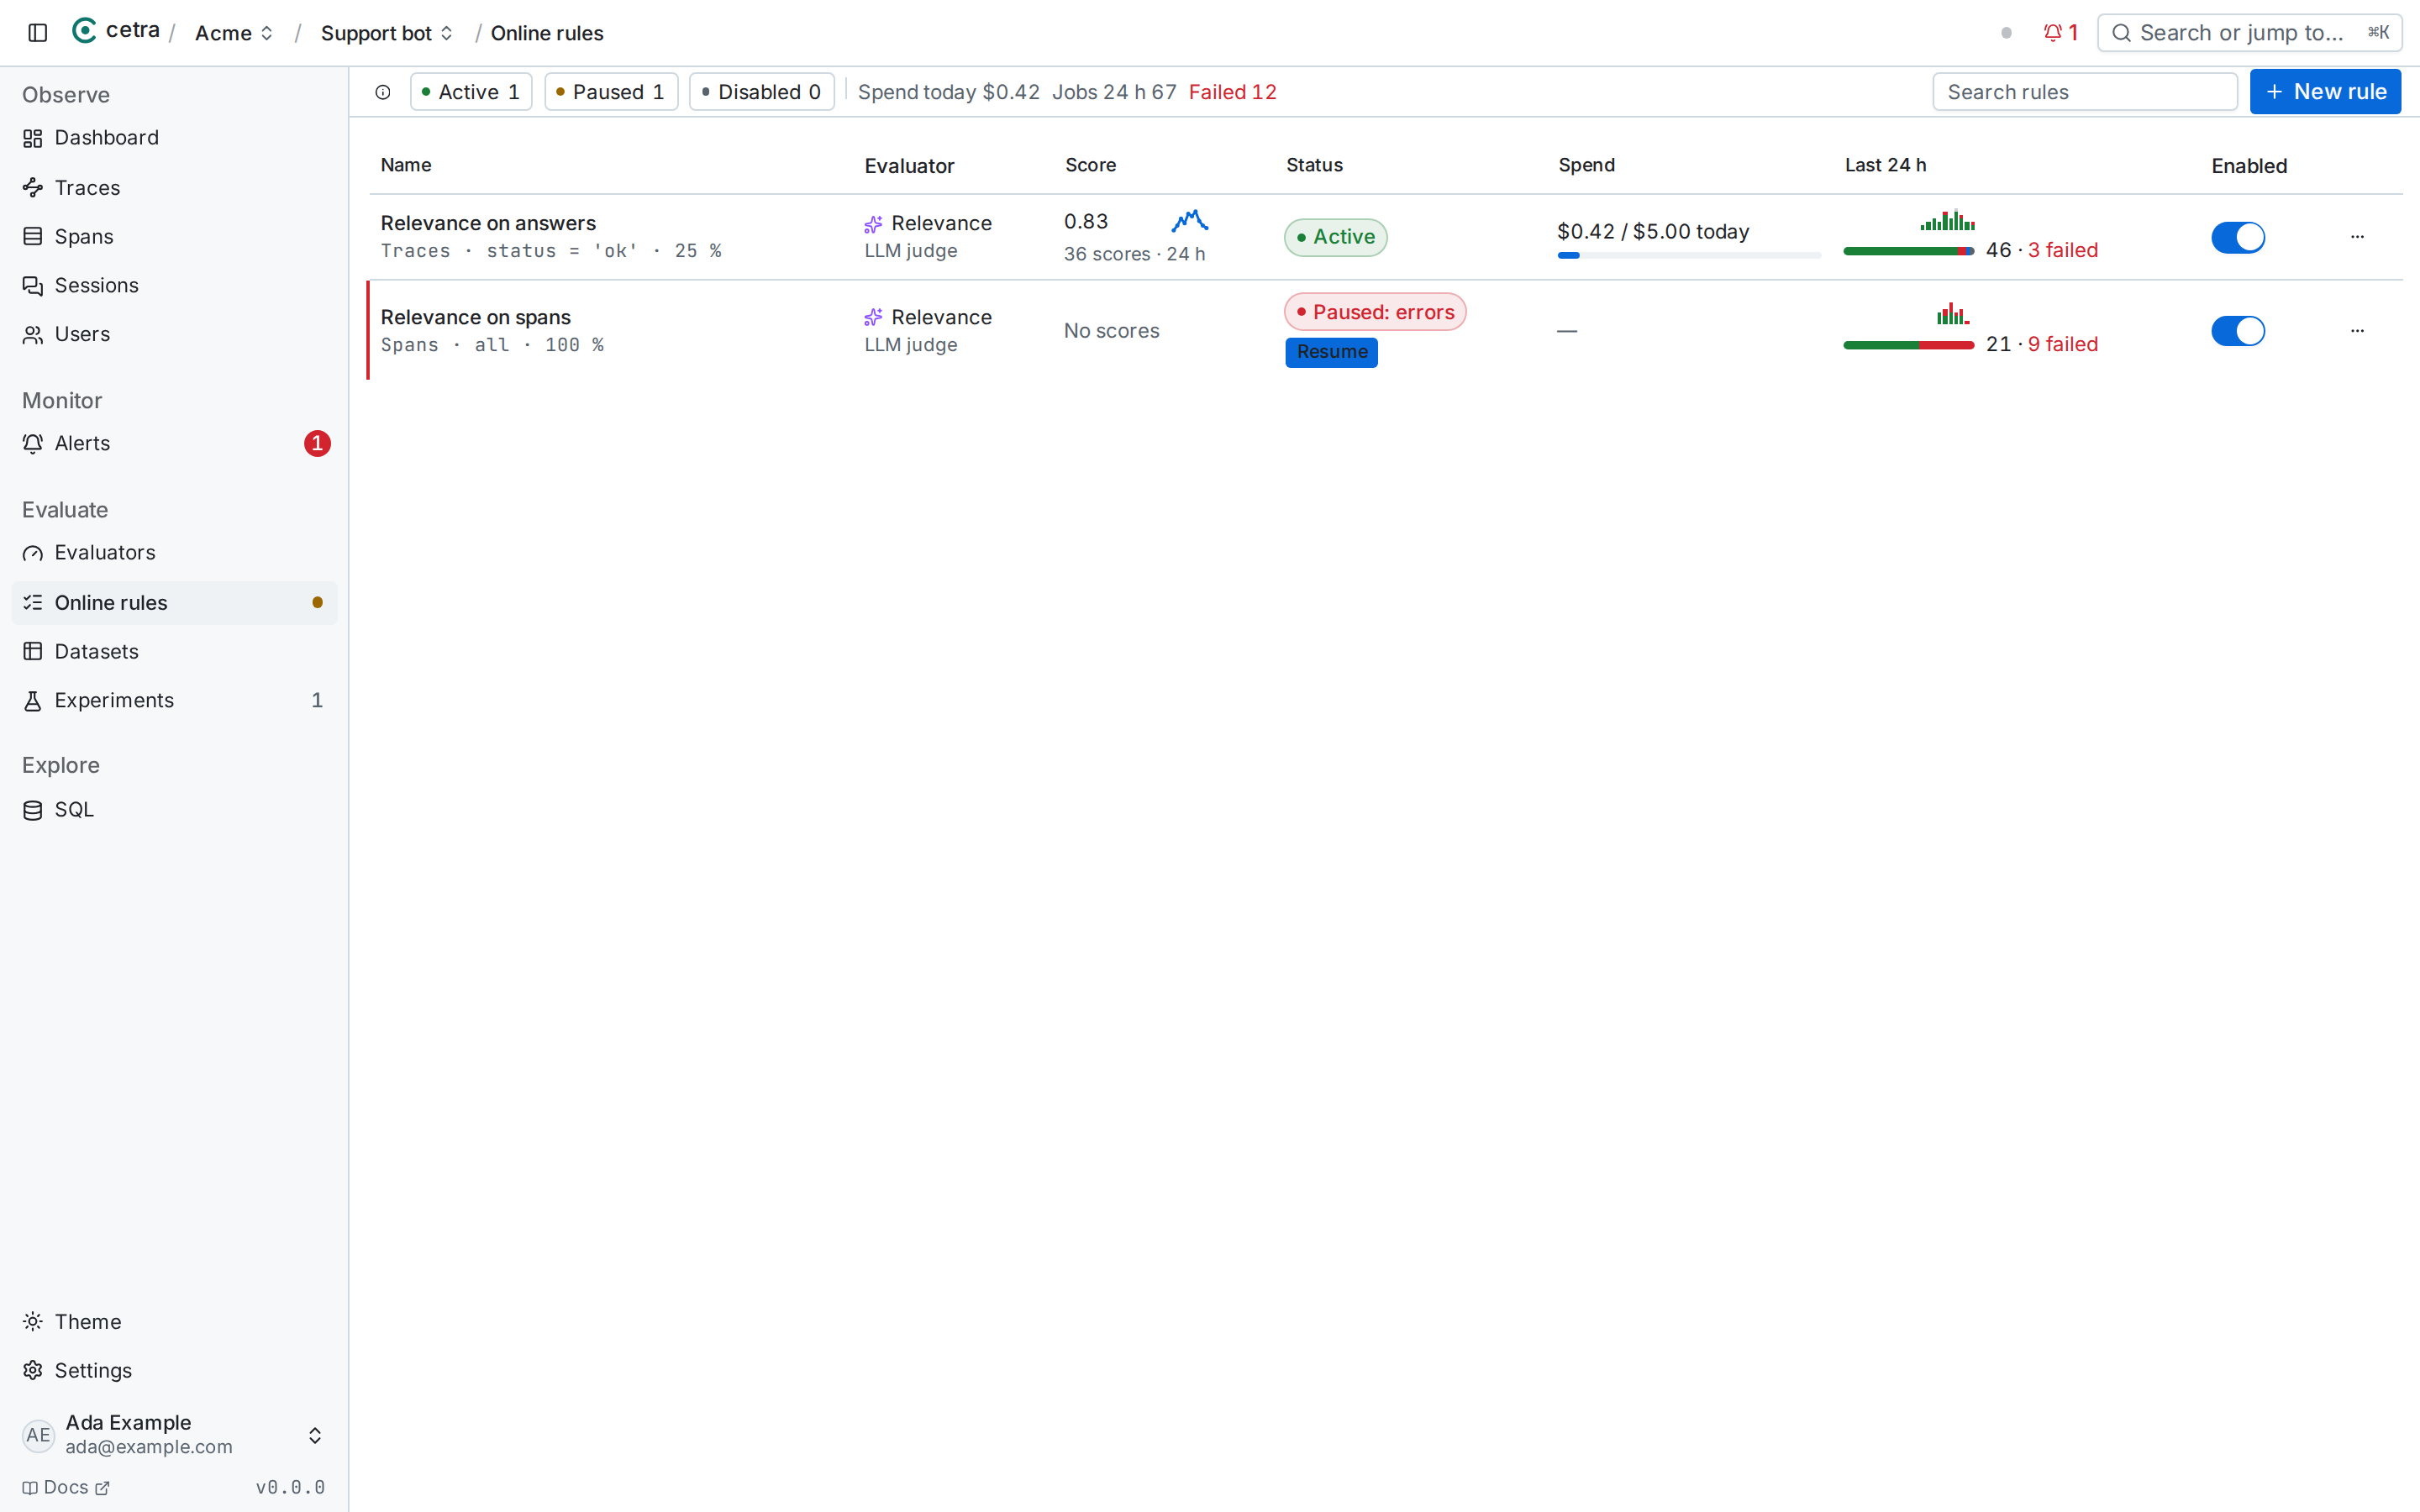 cetra / Acme / Support bot / Online rules
1 Search or jump to... ⌘K
Observe
Dashboard
Traces
Spans
Sessions
Users
Monitor
Alerts 1
Evaluate
Evaluators
Online rules
Datasets
Experiments 1
Explore
SQL
Theme
Settings
AE Ada Example
ada@example.com
Docs v0.0.0
Active 1 Paused 1 Disabled 0 Spend today $0.42 Jobs 24 h 67 Failed 12 Search rules + New rule
Name Evaluator Score Status Spend Last 24 h Enabled
Relevance on answers Relevance 0.83 Active $0.42 / $5.00 today
Traces · status = 'ok' · 25 % LLM judge 36 scores · 24 h 46 · 3 failed ···
Relevance on spans Relevance No scores Paused: errors —
Spans · all · 100 % LLM judge Resume 21 · 9 failed ···